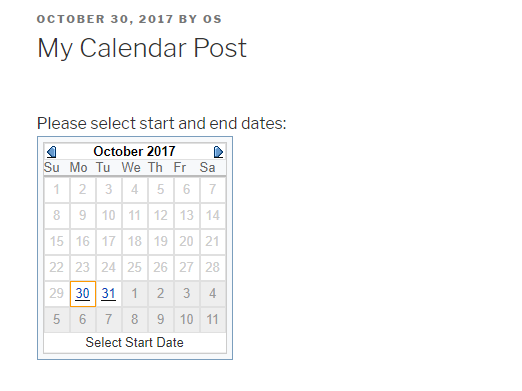 OCTOBER 30, 2017 BY OS
My Calendar Post
Please select start and end dates:
October 2017
Su Mo Tu We Th Fr Sa
1 2 3 4 5 6 7
8 9 10 11 12 13 14
15 16 17 18 19 20 21
22 23 24 25 26 27 28
29 30 31 1 2 3 4
5 6 7 8 9 10 11
Select Start Date